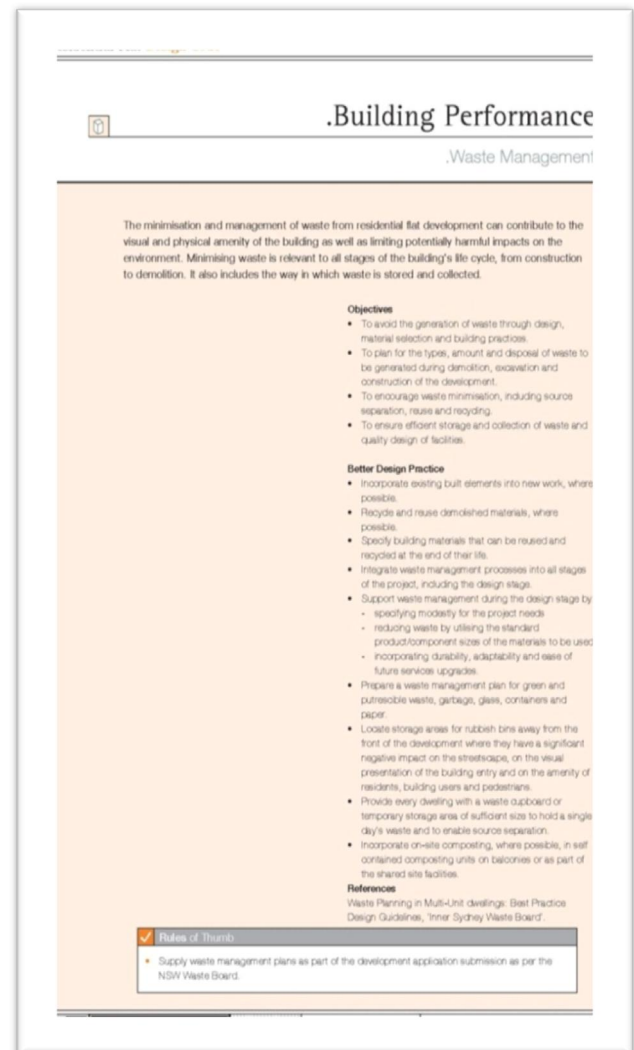 .Building Performance
.Waste Management
The minimisation and management of waste from residential flat development can contribute to the
visual and physical amenity of the building as well as limiting potentially harmful impacts on the
environment. Minimising waste is relevant to all stages of the building's life cycle, from construction
to demolition. It also includes the way in which waste is stored and collected.
Objectives
• To avoid the generation of waste through design,
material selection and building practices.
• To plan for the types, amount and disposal of waste to
be generated during demolition, excavation and
construction of the development.
• To encourage waste minimisation, including source
separation, reuse and recycling.
• To ensure efficient storage and collection of waste and
quality design of facilities.
Better Design Practice
• Incorporate existing built elements into new work, where
possible.
• Recycle and reuse demolished materials, where
possible.
• Specify building materials that can be reused and
recycled at the end of their life.
• Integrate waste management processes into all stages
of the project, including the design stage.
• Support waste management during the design stage by
- specifying modestly for the project needs
- reducing waste by utilising the standard
product/component sizes of the materials to be used
- incorporating durability, adaptability and ease of
future services upgrades.
• Prepare a waste management plan for green and
putrescible waste, garbage, glass, containers and
paper.
• Locate storage areas for rubbish bins away from the
front of the development where they have a significant
negative impact on the streetscape, on the visual
presentation of the building entry and on the amenity of
residents, building users and pedestrians.
• Provide every dwelling with a waste cupboard or
temporary storage area of sufficient size to hold a single
day's waste and to enable source separation.
• Incorporate on-site composting, where possible, in self
contained composting units on balconies or as part of
the shared site facilities.
References
Waste Planning in Multi-Unit dwellings: Best Practice
Design Guidelines, 'Inner Sydney Waste Board'.
Rules of Thumb
• Supply waste management plans as part of the development application submission as per the
NSW Waste Board.